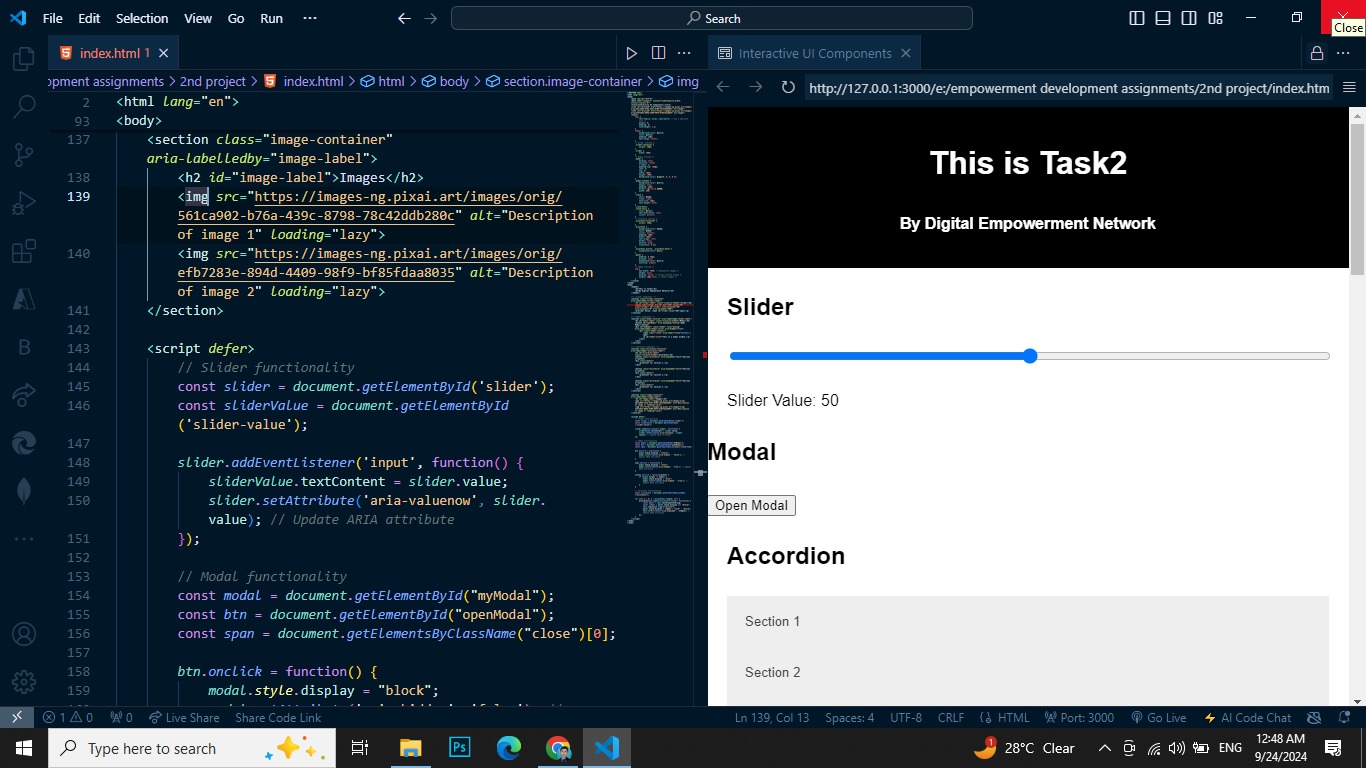 File Edit Selection View Go Run ··· Search
Close
index.html 1
Interactive UI Components
opment assignments > 2nd project > index.html > html > body > section.image-container > img
http://127.0.0.1:3000/e:/empowerment development assignments/2nd project/index.htm
2 <html lang="en">
93 <body>
137 <section class="image-container"
aria-labelledby="image-label">
138 <h2 id="image-label">Images</h2>
139 <img src="https://images-ng.pixai.art/images/orig/
561ca902-b76a-439c-8798-78c42ddb280c" alt="Description
of image 1" loading="lazy">
140 <img src="https://images-ng.pixai.art/images/orig/
efb7283e-894d-4409-98f9-bf85fdaa8035" alt="Description
of image 2" loading="lazy">
141 </section>
142
143 <script defer>
144 // Slider functionality
145 const slider = document.getElementById('slider');
146 const sliderValue = document.getElementById
('slider-value');
147
148 slider.addEventListener('input', function() {
149 sliderValue.textContent = slider.value;
150 slider.setAttribute('aria-valuenow', slider.
value); // Update ARIA attribute
151 });
152
153 // Modal functionality
154 const modal = document.getElementById("myModal");
155 const btn = document.getElementById("openModal");
156 const span = document.getElementsByClassName("close")[0];
157
158 btn.onclick = function() {
159 modal.style.display = "block";
This is Task2
By Digital Empowerment Network
Slider
Slider Value: 50
Modal
Open Modal
Accordion
Section 1
Section 2
1 0 0 Live Share Share Code Link Ln 139, Col 13 Spaces: 4 UTF-8 CRLF HTML Port: 3000 Go Live AI Code Chat
Type here to search
Ps
1
28°C Clear
ENG
12:48 AM
9/24/2024